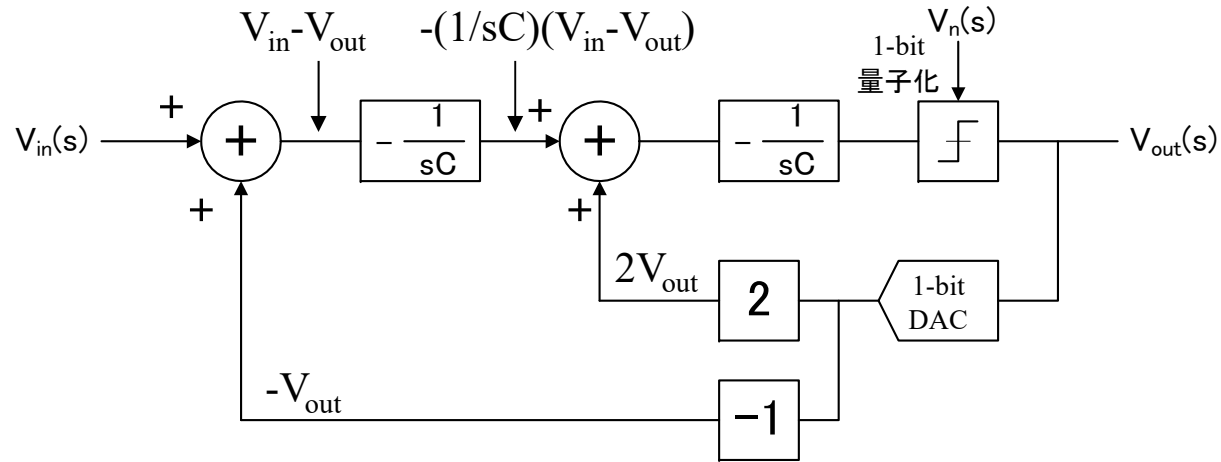 V_in-V_out
-(1/sC)(V_in-V_out)
V_n(s)
1-bit
量子化
+
+
V_in(s)
+
- 1/sC
+
- 1/sC
V_out(s)
+
+
2V_out
2
1-bit
DAC
-V_out
-1